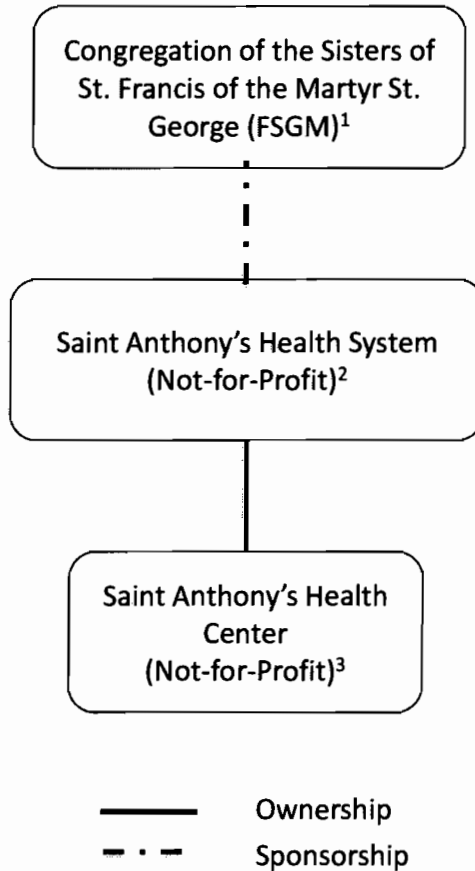 Congregation of the Sisters of
St. Francis of the Martyr St.
George (FSGM)¹
Saint Anthony's Health System
(Not-for-Profit)²
Saint Anthony's Health
Center
(Not-for-Profit)³
Ownership
Sponsorship